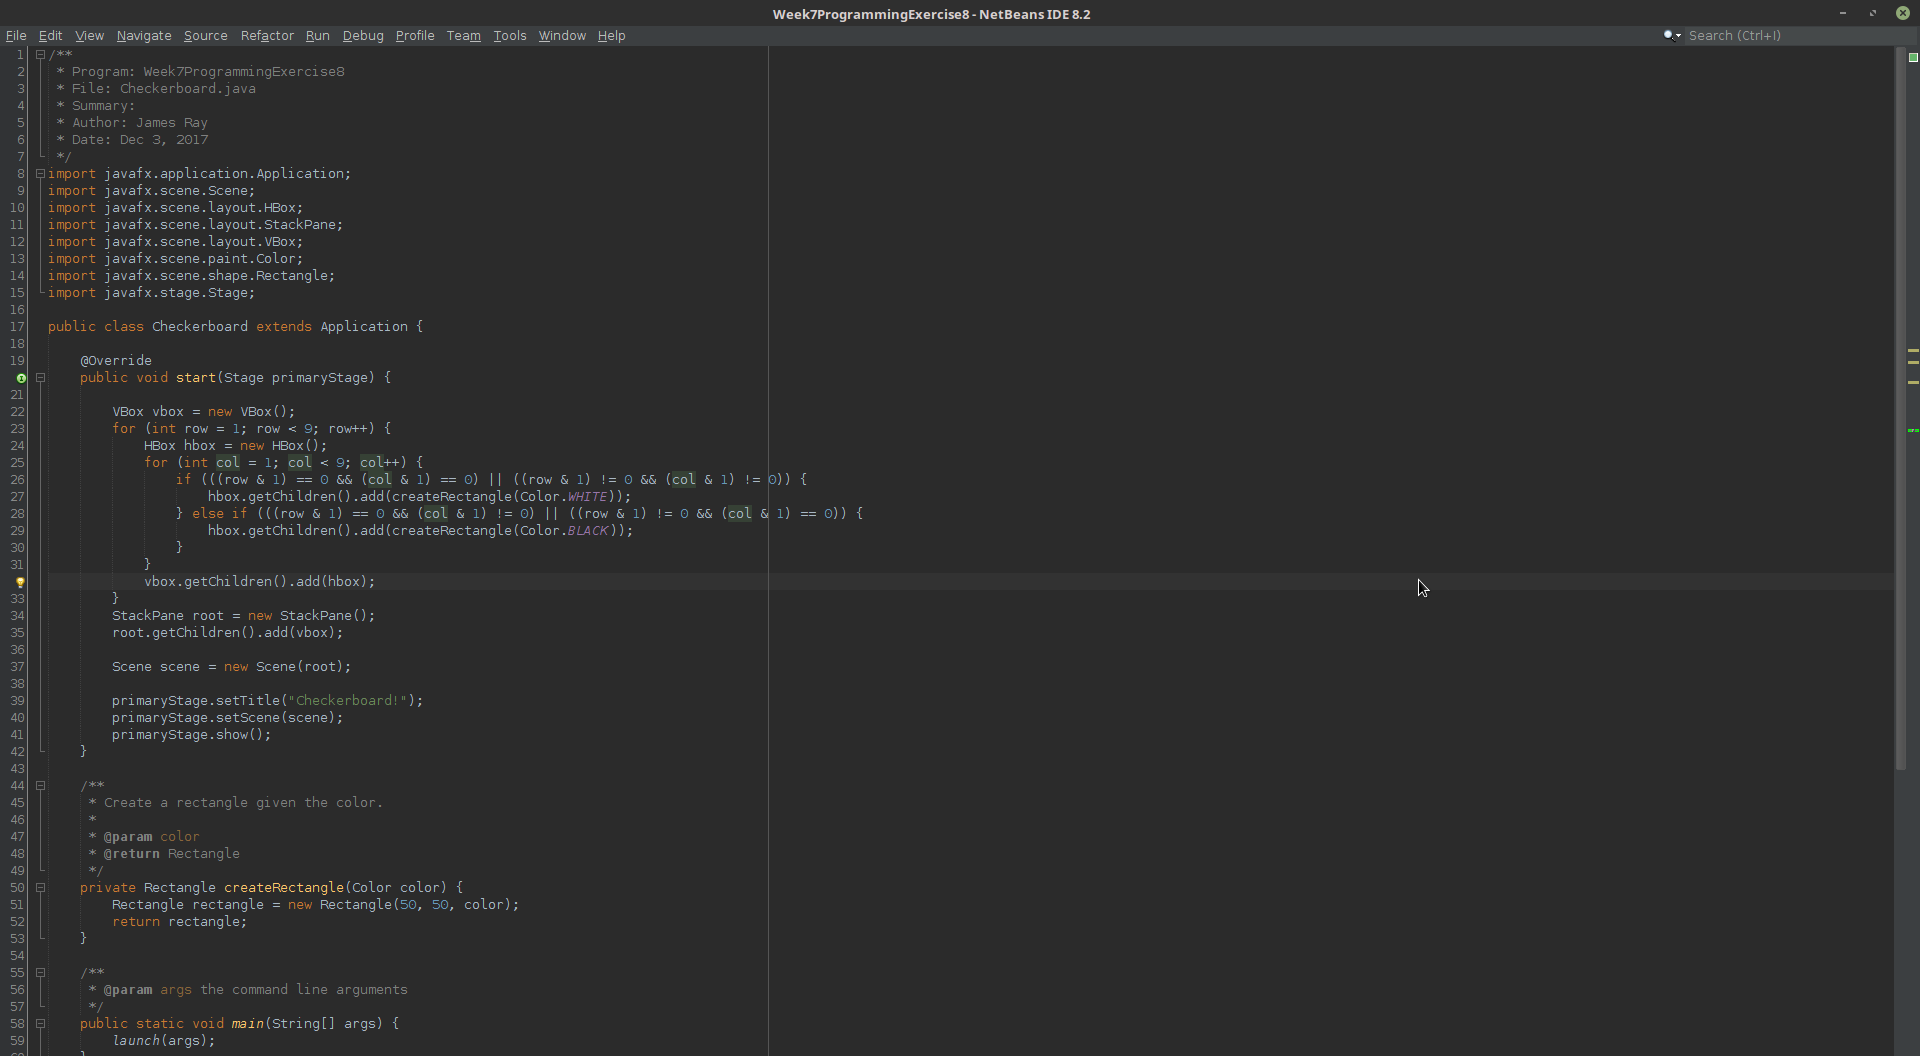 Week7ProgrammingExercise8 - NetBeans IDE 8.2
File Edit View Navigate Source Refactor Run Debug Profile Team Tools Window Help Search (Ctrl+I)
1 /**
2  * Program: Week7ProgrammingExercise8
3  * File: Checkerboard.java
4  * Summary:
5  * Author: James Ray
6  * Date: Dec 3, 2017
7  */
8 import javafx.application.Application;
9 import javafx.scene.Scene;
10 import javafx.scene.layout.HBox;
11 import javafx.scene.layout.StackPane;
12 import javafx.scene.layout.VBox;
13 import javafx.scene.paint.Color;
14 import javafx.scene.shape.Rectangle;
15 import javafx.stage.Stage;
16
17 public class Checkerboard extends Application {
18
19     @Override
    public void start(Stage primaryStage) {
21
22         VBox vbox = new VBox();
23         for (int row = 1; row < 9; row++) {
24             HBox hbox = new HBox();
25             for (int col = 1; col < 9; col++) {
26                 if (((row & 1) == 0 && (col & 1) == 0) || ((row & 1) != 0 && (col & 1) != 0)) {
27                     hbox.getChildren().add(createRectangle(Color.WHITE));
28                 } else if (((row & 1) == 0 && (col & 1) != 0) || ((row & 1) != 0 && (col & 1) == 0)) {
29                     hbox.getChildren().add(createRectangle(Color.BLACK));
30                 }
31             }
            vbox.getChildren().add(hbox);
33         }
34         StackPane root = new StackPane();
35         root.getChildren().add(vbox);
36
37         Scene scene = new Scene(root);
38
39         primaryStage.setTitle("Checkerboard!");
40         primaryStage.setScene(scene);
41         primaryStage.show();
42     }
43
44     /**
45      * Create a rectangle given the color.
46      *
47      * @param color
48      * @return Rectangle
49      */
50     private Rectangle createRectangle(Color color) {
51         Rectangle rectangle = new Rectangle(50, 50, color);
52         return rectangle;
53     }
54
55     /**
56      * @param args the command line arguments
57      */
58     public static void main(String[] args) {
59         launch(args);